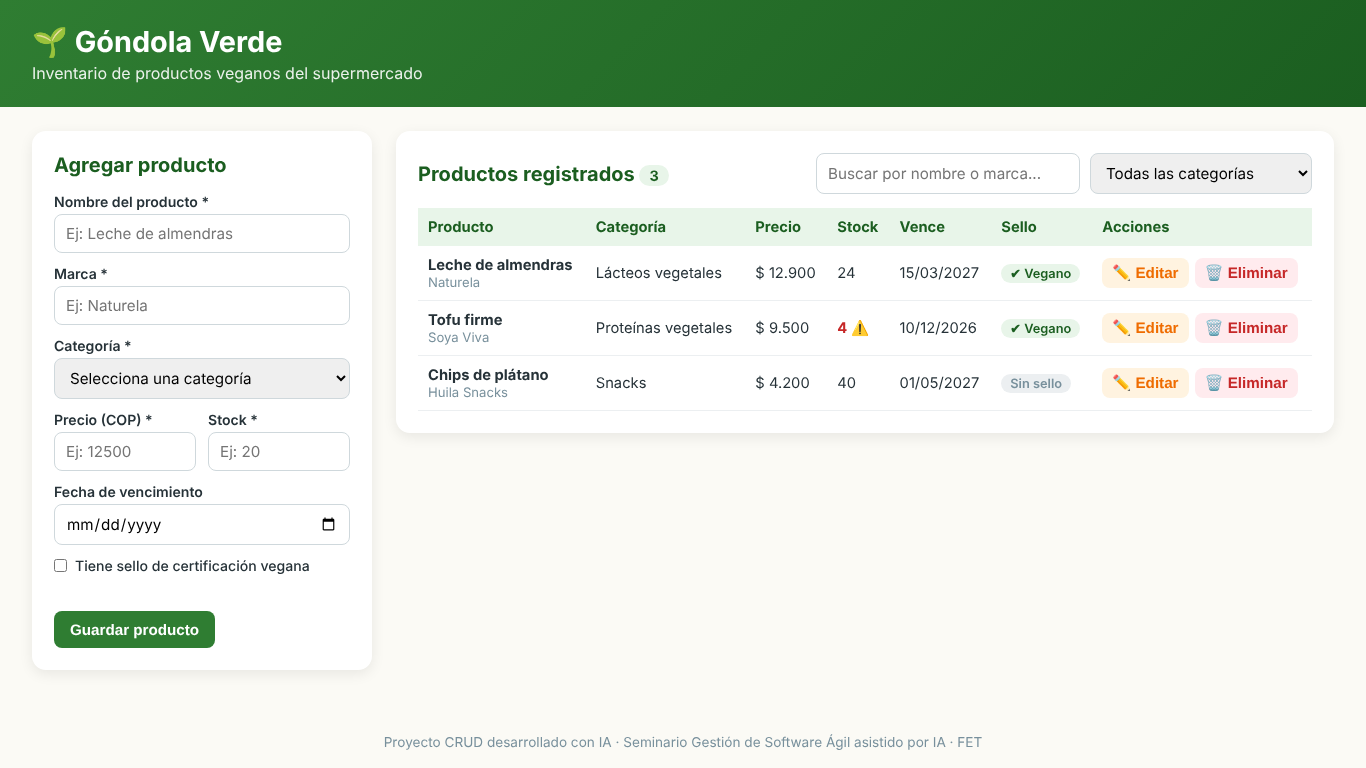 🌱 Góndola Verde
Inventario de productos veganos del supermercado
Agregar producto
Nombre del producto *
Ej: Leche de almendras
Marca *
Ej: Naturela
Categoría *
Selecciona una categoría
Precio (COP) * Stock *
Ej: 12500 Ej: 20
Fecha de vencimiento
mm/dd/yyyy
Tiene sello de certificación vegana
Guardar producto
Productos registrados 3 Buscar por nombre o marca... Todas las categorías
Producto Categoría Precio Stock Vence Sello Acciones
Leche de almendras Lácteos vegetales $ 12.900 24 15/03/2027 ✔ Vegano ✏️ Editar 🗑️ Eliminar
Naturela
Tofu firme Proteínas vegetales $ 9.500 4 ⚠️ 10/12/2026 ✔ Vegano ✏️ Editar 🗑️ Eliminar
Soya Viva
Chips de plátano Snacks $ 4.200 40 01/05/2027 Sin sello ✏️ Editar 🗑️ Eliminar
Huila Snacks
Proyecto CRUD desarrollado con IA · Seminario Gestión de Software Ágil asistido por IA · FET